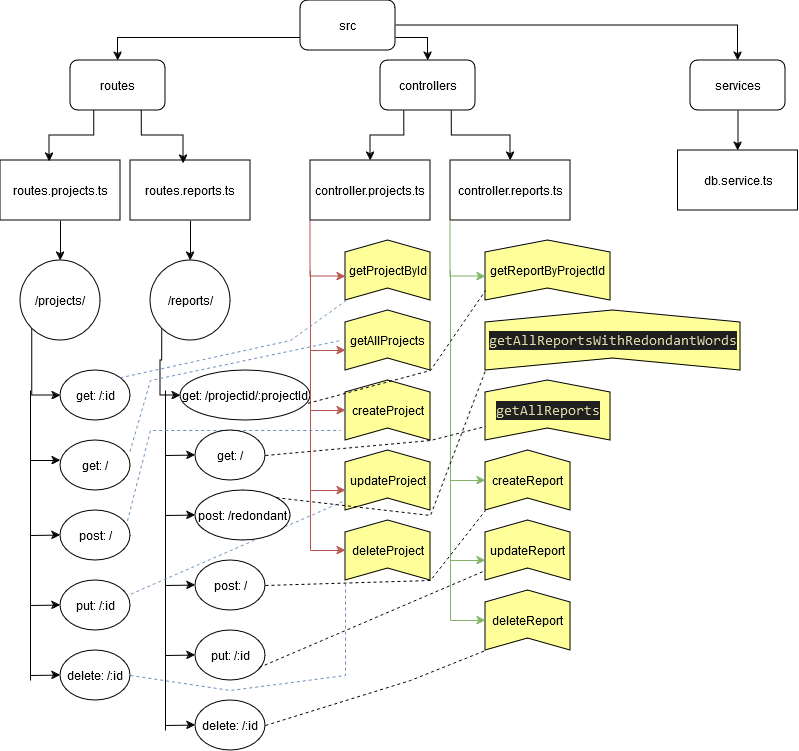 src
routes
controllers
services
routes.projects.ts
routes.reports.ts
controller.projects.ts
controller.reports.ts
db.service.ts
/projects/
/reports/
getProjectById
getReportByProjectId
getAllProjects
getAllReportsWithRedondantWords
get: /:id
get: /projectid/:projectId
createProject
getAllReports
get: /
get: /
updateProject
createReport
post: /
post: /redondant
deleteProject
updateReport
put: /:id
post: /
deleteReport
delete: /:id
put: /:id
delete: /:id